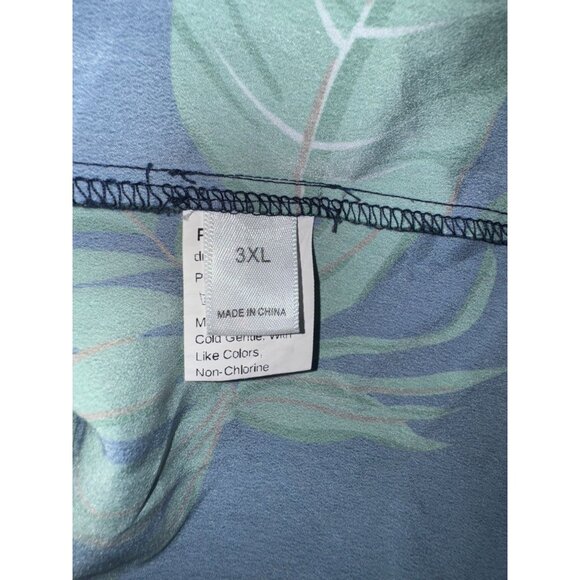 3XL
MADE IN CHINA
Cold Gentle. With
Like Colors,
Non-Chlorine